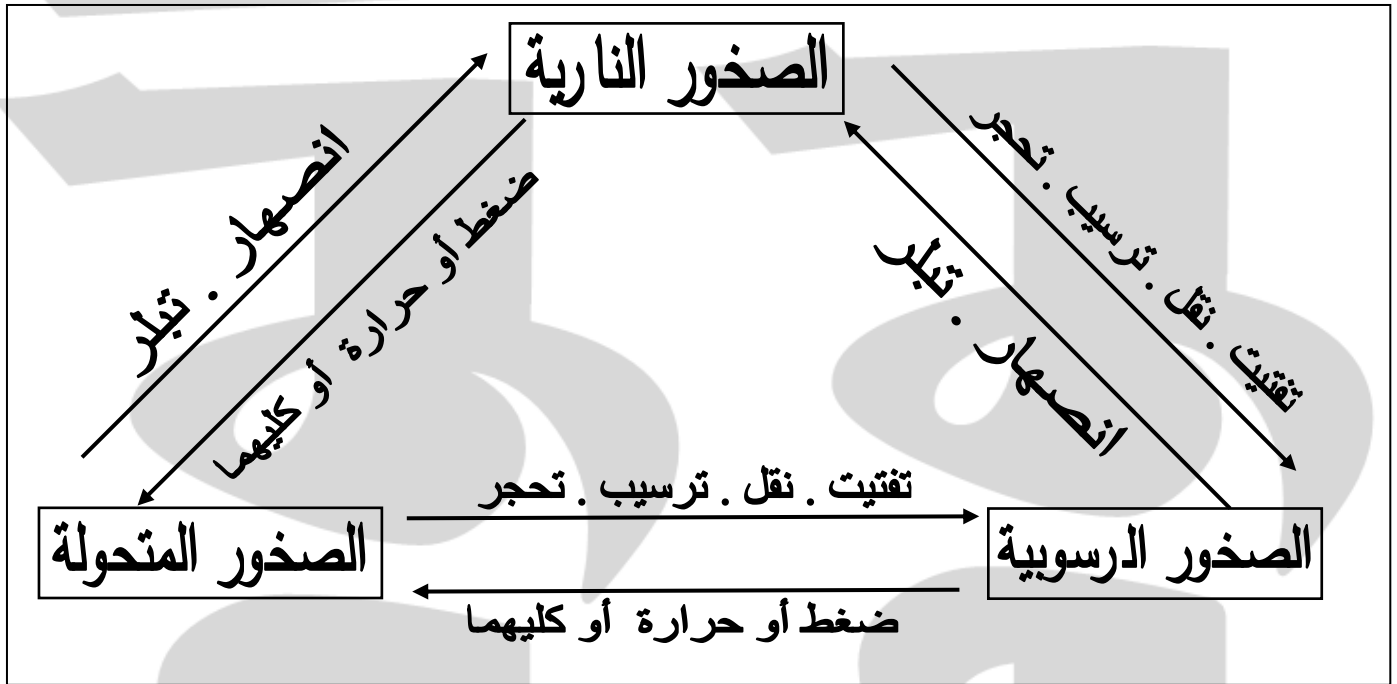 الصخور النارية
تفتيت . نقل . ترسيب . تحجر
انصهار . تبلر
ضغط أو حرارة أو كليهما
انصهار . تبلر
تفتيت . نقل . ترسيب . تحجر
الصخور الرسوبية
الصخور المتحولة
ضغط أو حرارة أو كليهما